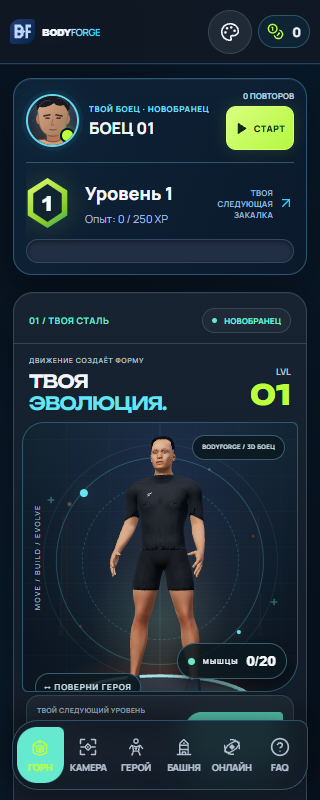 BF BODYFORGE
0
0 ПОВТОРОВ
ТВОЙ БОЕЦ · НОВОБРАНЕЦ
БОЕЦ 01
СТАРТ
1
Уровень 1
Опыт: 0 / 250 XP
ТВОЯ
СЛЕДУЮЩАЯ
ЗАКАЛКА
01 / ТВОЯ СТАЛЬ
НОВОБРАНЕЦ
ДВИЖЕНИЕ СОЗДАЁТ ФОРМУ
ТВОЯ
ЭВОЛЮЦИЯ.
LVL
01
BODYFORGE / 3D БОЕЦ
MOVE / BUILD / EVOLVE
МЫШЦЫ 0/20
↔ ПОВЕРНИ ГЕРОЯ
ТВОЙ СЛЕДУЮЩИЙ УРОВЕНЬ
ГОРН
КАМЕРА
ГЕРОЙ
БАШНЯ
ОНЛАЙН
FAQ